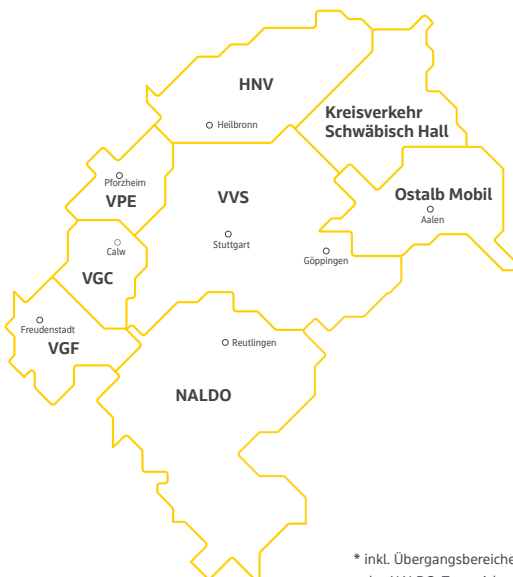 HNV
Heilbronn
Kreisverkehr
Schwäbisch Hall
Pforzheim
VPE
VVS
Ostalb Mobil
Aalen
Stuttgart
Calw
Göppingen
VGC
Freudenstadt
VGF
Reutlingen
NALDO
* inkl. Übergangsbereiche